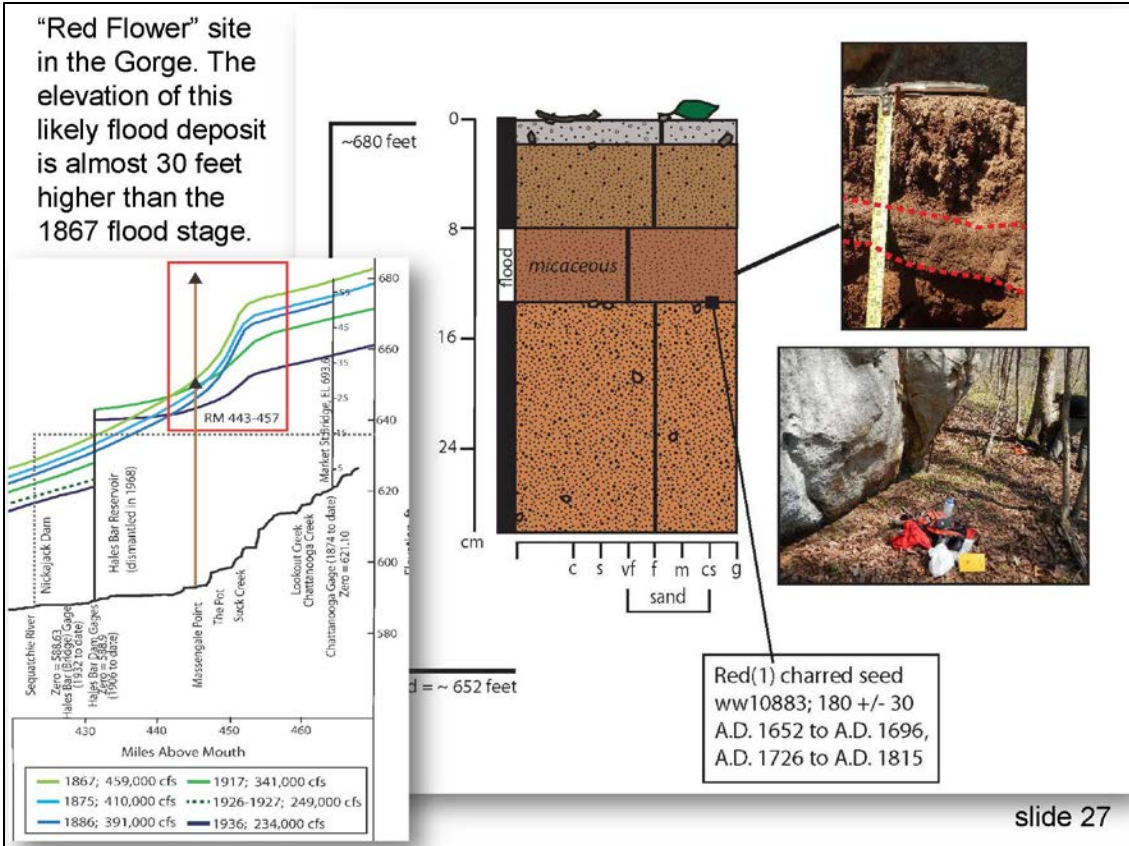 “Red Flower” site
in the Gorge. The
elevation of this
likely flood deposit
is almost 30 feet
higher than the
1867 flood stage.
~680 feet
0
8
16
24
cm
flood
micaceous
c s vf f m cs g
sand
d = ~ 652 feet
Red(1) charred seed
ww10883; 180 +/- 30
A.D. 1652 to A.D. 1696,
A.D. 1726 to A.D. 1815
680
660
640
620
600
580
55
45
35
25
15
5
RM 443-457
Market St Bridge, EL 693.6
Nickajack Dam
Hales Bar Reservoir
(dismantled in 1968)
Sequatchie River
Zero = 588.63
Hales Bar (Bridge) Gage
(1932 to date)
Hales Bar Dam Gages
Zero = 588.9
(1906 to date)
Massengale Point
The Pot
Suck Creek
Lookout Creek
Chattanooga Creek
Chattanooga Gage (1874 to date)
Zero = 621.10
430 440 450 460
Miles Above Mouth
1867; 459,000 cfs
1875; 410,000 cfs
1886; 391,000 cfs
1917; 341,000 cfs
1926-1927; 249,000 cfs
1936; 234,000 cfs
slide 27